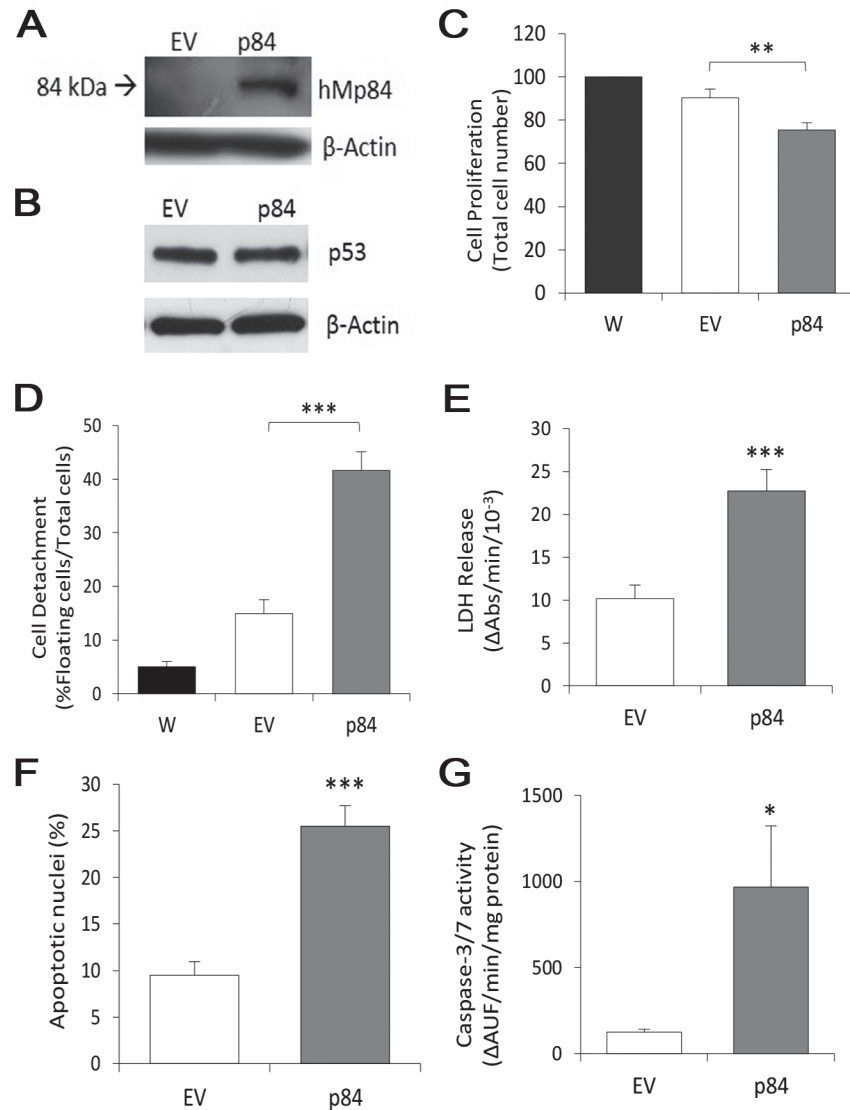 A
EV p84
84 kDa → hMp84
β-Actin
B
EV p84
p53
β-Actin
C
Cell Proliferation
(Total cell number)
120
100
80
60
40
20
0
**
W EV p84
D
Cell Detachment
(%Floating cells/Total cells)
50
40
30
20
10
0
***
W EV p84
E
LDH Release
(ΔAbs/min/10⁻³)
30
25
20
15
10
5
0
***
EV p84
F
Apoptotic nuclei (%)
30
25
20
15
10
5
0
***
EV p84
G
Caspase-3/7 activity
(ΔAUF/min/mg protein)
1500
1000
500
0
*
EV p84